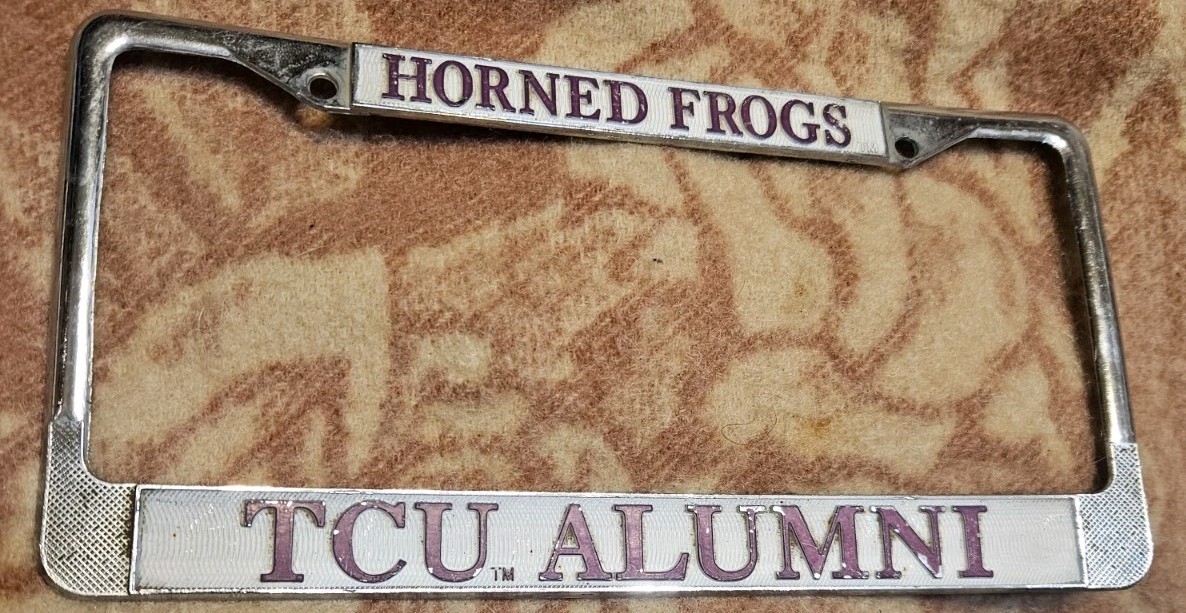 HORNED FROGS
TCU™ ALUMNI